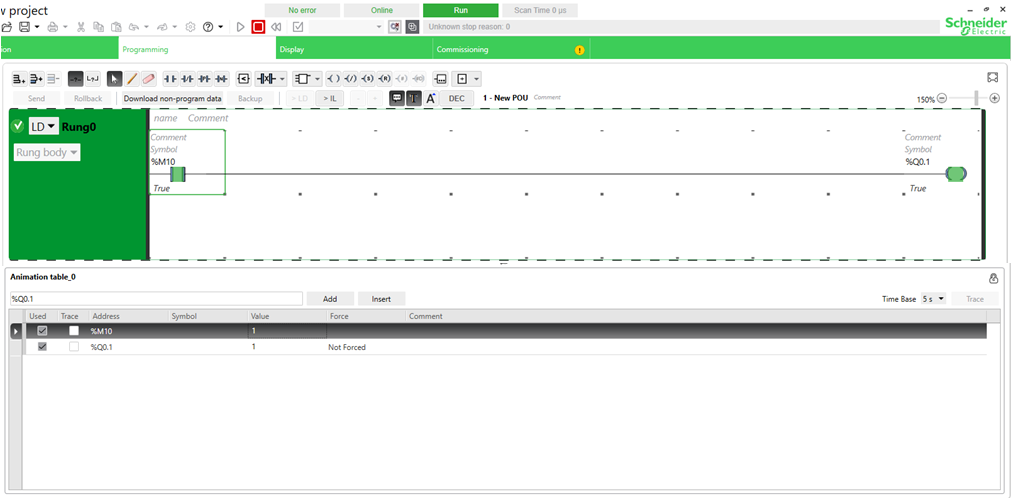 w project
No error
Online
Run
Scan Time 0 µs
Unknown stop reason: 0
Schneider
Electric
ion
Programming
Display
Commissioning
Send
Rollback
Download non-program data
Backup
> LD
> IL
T
A
DEC
1 - New POU
Comment
150%
LD
Rung0
Rung body
name Comment
Comment
Symbol
%M10
True
Comment
Symbol
%Q0.1
True
Animation table_0
%Q0.1
Add
Insert
Time Base
5 s
Trace
Used Trace Address Symbol Value Force Comment
%M10 1
%Q0.1 1 Not Forced